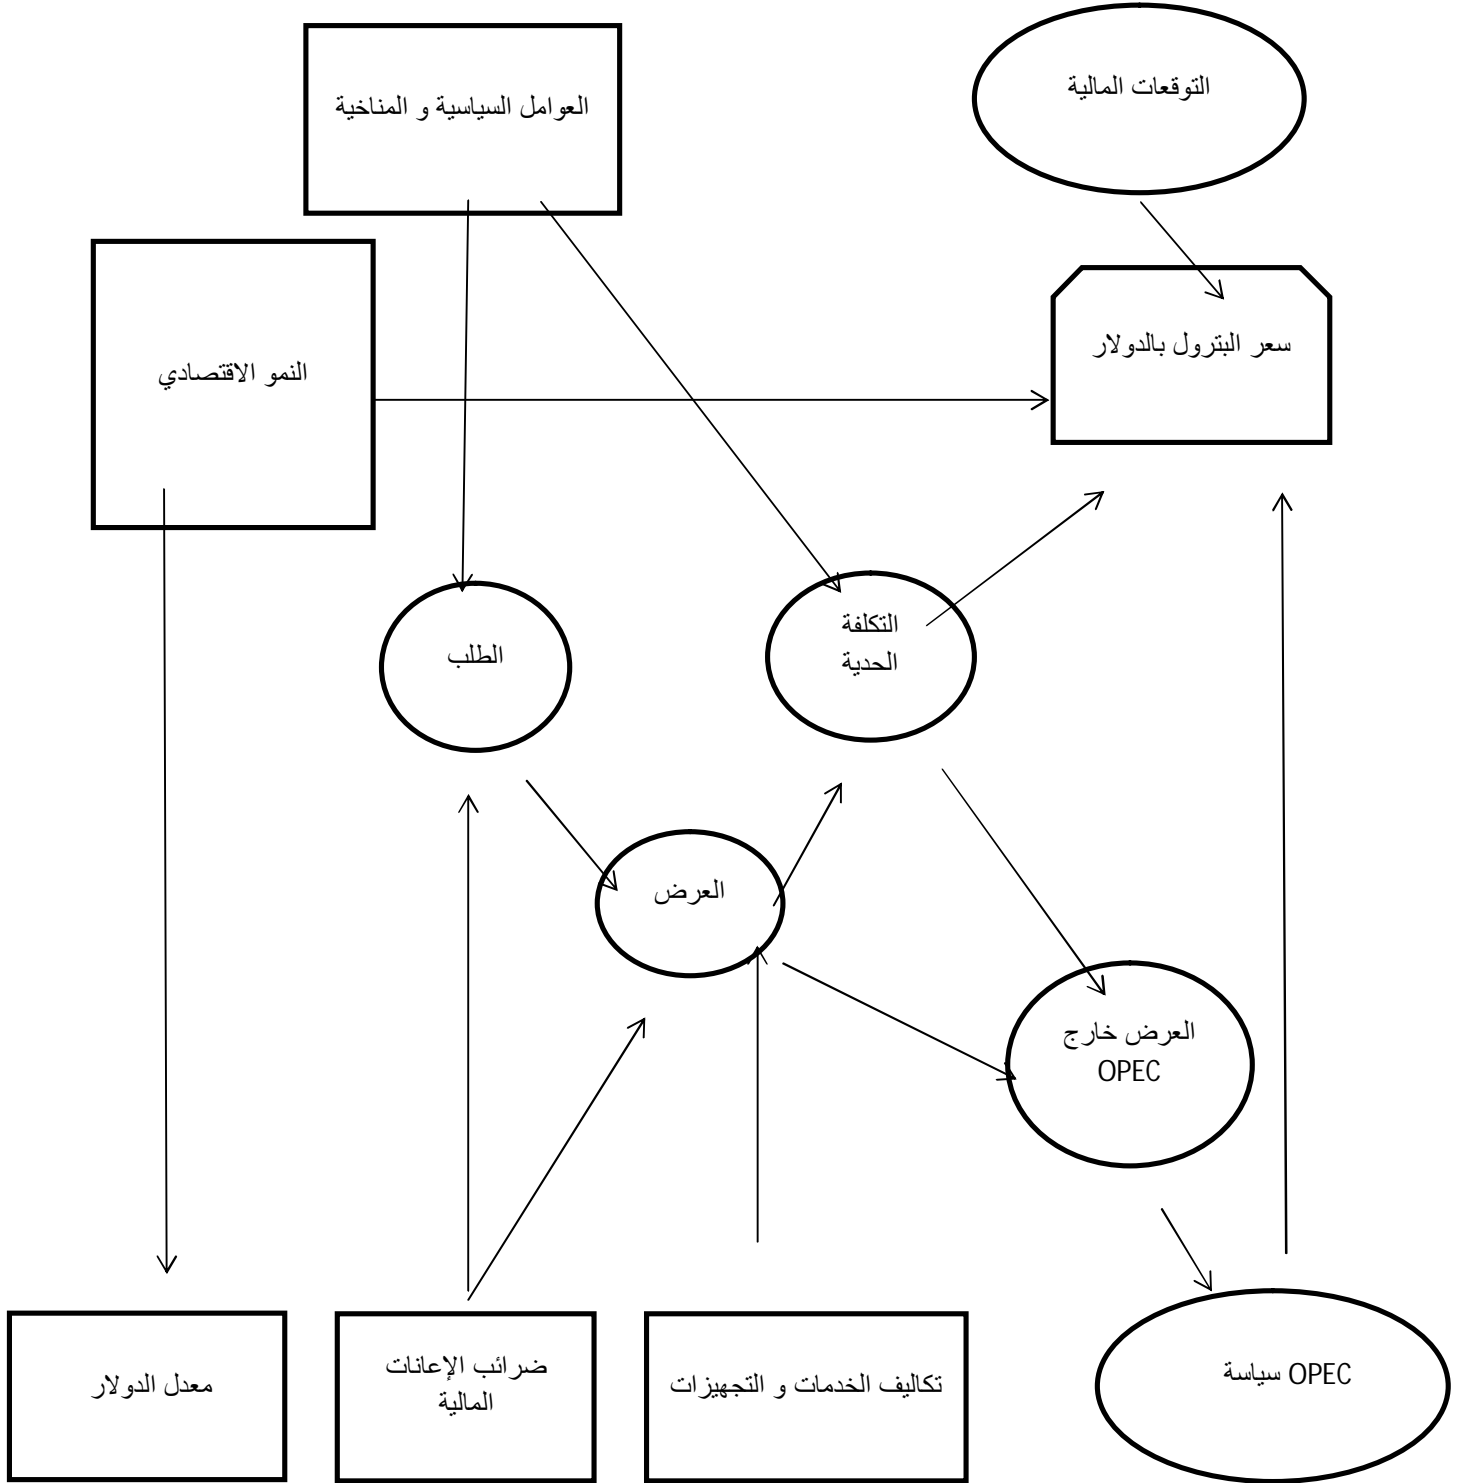 التوقعات المالية
العوامل السياسية و المناخية
سعر البترول بالدولار
النمو الاقتصادي
التكلفة
الحدية
الطلب
العرض
العرض خارج
OPEC
ضرائب الإعانات
المالية
معدل الدولار
تكاليف الخدمات و التجهيزات
سياسة OPEC